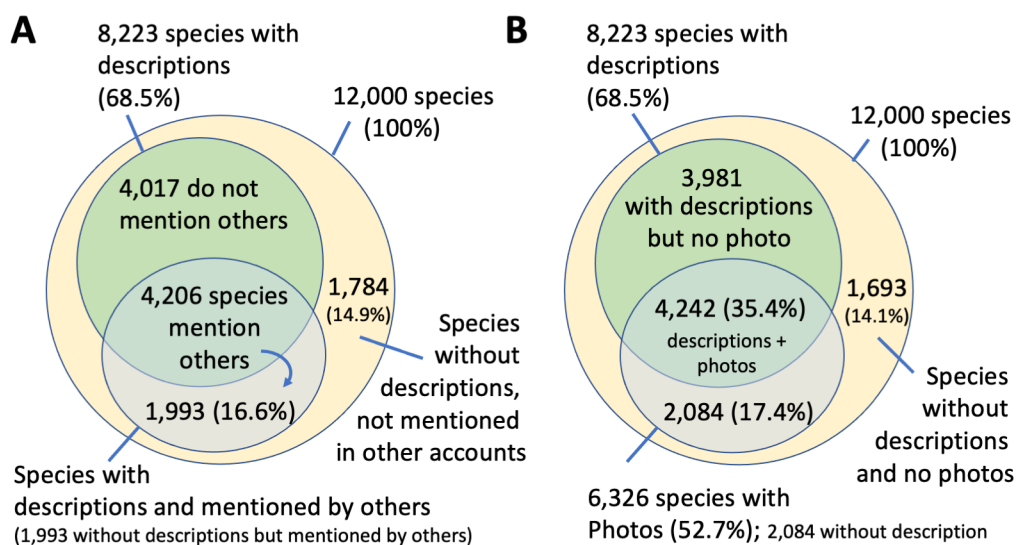 A
8,223 species with
descriptions
(68.5%)
12,000 species
(100%)
4,017 do not
mention others
4,206 species
mention
others
1,784
(14.9%)
1,993 (16.6%)
Species
without
descriptions,
not mentioned
in other accounts
Species with
descriptions and mentioned by others
(1,993 without descriptions but mentioned by others)
B
8,223 species with
descriptions
(68.5%)
12,000 species
(100%)
3,981
with descriptions
but no photo
4,242 (35.4%)
descriptions +
photos
1,693
(14.1%)
2,084 (17.4%)
Species
without
descriptions
and no photos
6,326 species with
Photos (52.7%); 2,084 without description